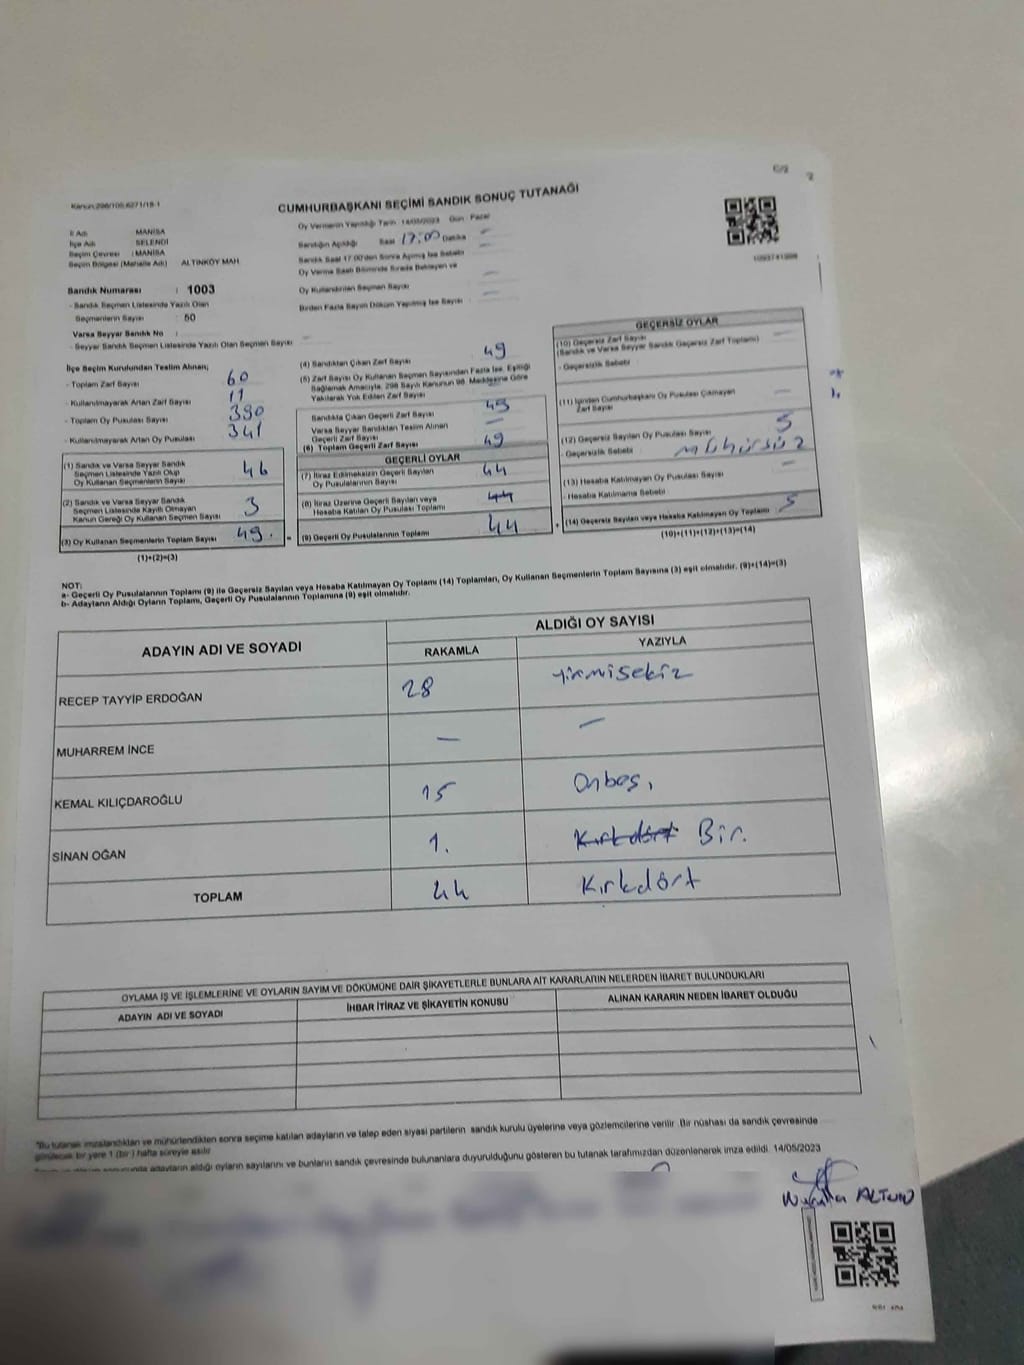 Kanun:298/105,6271/18-1
CUMHURBAŞKANI SEÇİMİ SANDIK SONUÇ TUTANAĞI
İl Adı : MANİSA
İlçe Adı : SELENDİ
Seçim Çevresi : MANİSA
Seçim Bölgesi (Mahalle Adı) ALTINKÖY MAH.
Oy Vermenin Yapıldığı Tarih 14/05/2023 Gün Pazar
Sandığın Açıldığı Saat 17:00 Dakika
Sandık Saat 17:00'den Sonra Açılmış İse Sebebi
Oy Verme Saati Bitiminde Sırada Bekleyen ve
Oy Kullandırılan Seçmen Sayısı
Birden Fazla Sayım Döküm Yapılmış İse Sayısı
Sandık Numarası : 1003
- Sandık Seçmen Listesinde Yazılı Olan
Seçmenlerin Sayısı : 50
Varsa Seyyar Sandık No :
- Seyyar Sandık Seçmen Listesinde Yazılı Olan Seçmen Sayısı
İlçe Seçim Kurulundan Teslim Alınan;
- Toplam Zarf Sayısı 60
- Kullanılmayarak Artan Zarf Sayısı 11
- Toplam Oy Pusulası Sayısı 390
- Kullanılmayarak Artan Oy Pusulası 341
(1) Sandık ve Varsa Seyyar Sandık
Seçmen Listesinde Yazılı Olup
Oy Kullanan Seçmenlerin Sayısı 46
(2) Sandık ve Varsa Seyyar Sandık
Seçmen Listesinde Kayıtlı Olmayan
Kanun Gereği Oy Kullanan Seçmen Sayısı 3
(3) Oy Kullanan Seçmenlerin Toplam Sayısı 49.
(1)+(2)=(3)
(4) Sandıktan Çıkan Zarf Sayısı 49
(5) Zarf Sayısı Oy Kullanan Seçmen Sayısından Fazla İse, Eşitliği
Sağlamak Amacıyla, 298 Sayılı Kanunun 98. Maddesine Göre
Yakılarak Yok Edilen Zarf Sayısı
Sandıkta Çıkan Geçerli Zarf Sayısı 49
Varsa Seyyar Sandıktan Teslim Alınan
Geçerli Zarf Sayısı —
(6) Toplam Geçerli Zarf Sayısı 49
GEÇERLİ OYLAR
(7) İtiraz Edilmeksizin Geçerli Sayılan
Oy Pusulalarının Sayısı 44
(8) İtiraz Üzerine Geçerli Sayılan veya
Hesaba Katılan Oy Pusulası Toplamı 44
(9) Geçerli Oy Pusulalarının Toplamı 44
GEÇERSİZ OYLAR
(10) Geçersiz Zarf Sayısı
(Sandık ve Varsa Seyyar Sandık Geçersiz Zarf Toplamı)
- Geçersizlik Sebebi
(11) İçinden Cumhurbaşkanı Oy Pusulası Çıkmayan
Zarf Sayısı —
(12) Geçersiz Sayılan Oy Pusulası Sayısı 5
- Geçersizlik Sebebi mühürsüz
(13) Hesaba Katılmayan Oy Pusulası Sayısı —
- Hesaba Katılmama Sebebi
(14) Geçersiz Sayılan veya Hesaba Katılmayan Oy Toplamı 5
(10)+(11)+(12)+(13)=(14)
NOT:
a- Geçerli Oy Pusulalarının Toplamı (9) ile Geçersiz Sayılan veya Hesaba Katılmayan Oy Toplamı (14) Toplamları, Oy Kullanan Seçmenlerin Toplam Sayısına (3) eşit olmalıdır. (9)+(14)=(3)
b- Adayların Aldığı Oyların Toplamı, Geçerli Oy Pusulalarının Toplamına (9) eşit olmalıdır.
ADAYIN ADI VE SOYADI
ALDIĞI OY SAYISI
RAKAMLA YAZIYLA
RECEP TAYYİP ERDOĞAN 28 yirmisekiz
MUHARREM İNCE — —
KEMAL KILIÇDAROĞLU 15 Onbeş.
SİNAN OĞAN 1. Kırkdört Bir.
TOPLAM 44 Kırkdört
OYLAMA İŞ VE İŞLEMLERİNE VE OYLARIN SAYIM VE DÖKÜMÜNE DAİR ŞİKAYETLERLE BUNLARA AİT KARARLARIN NELERDEN İBARET BULUNDUKLARI
ADAYIN ADI VE SOYADI İHBAR İTİRAZ VE ŞİKAYETİN KONUSU ALINAN KARARIN NEDEN İBARET OLDUĞU
"Bu tutanak imzalandıktan ve mühürlendikten sonra seçime katılan adayların ve talep eden siyasi partilerin sandık kurulu üyelerine veya gözlemcilerine verilir. Bir nüshası da sandık çevresinde
görülecek bir yere 1 (bir) hafta süreyle asılır.
adayların aldığı oyların sayılarını ve bunların sandık çevresinde bulunanlara duyurulduğunu gösteren bu tutanak tarafımızdan düzenlenerek imza edildi. 14/05/2023
ALTUN